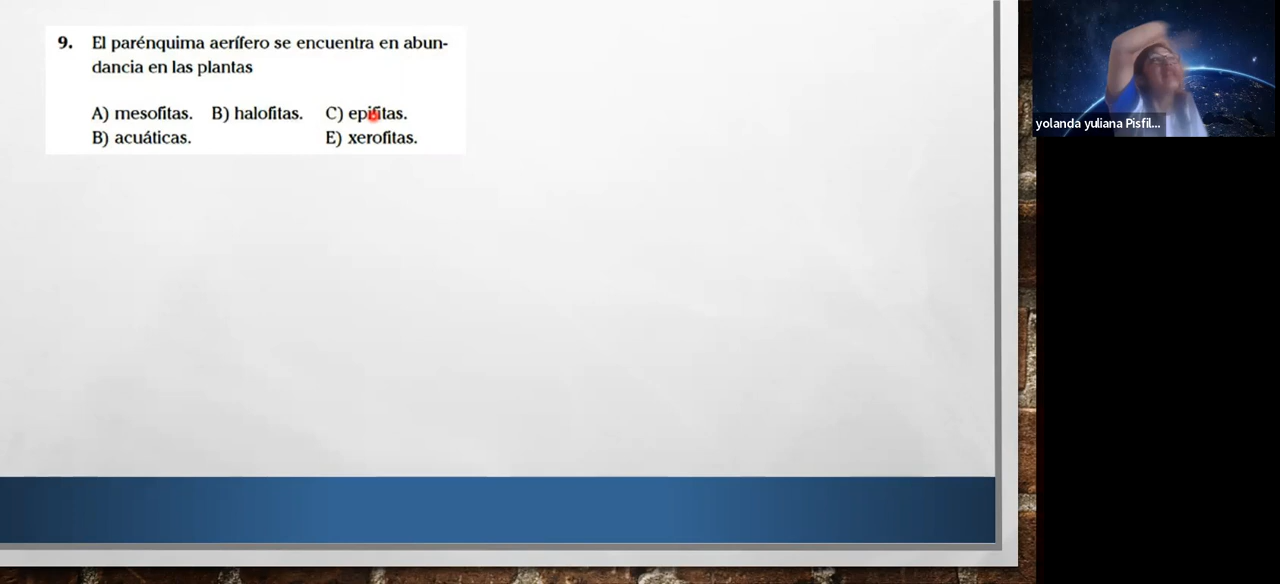 9. El parénquima aerífero se encuentra en abun-
dancia en las plantas
A) mesofitas. B) halofitas. C) epifitas.
B) acuáticas. E) xerofitas.
yolanda yuliana Pisfil...